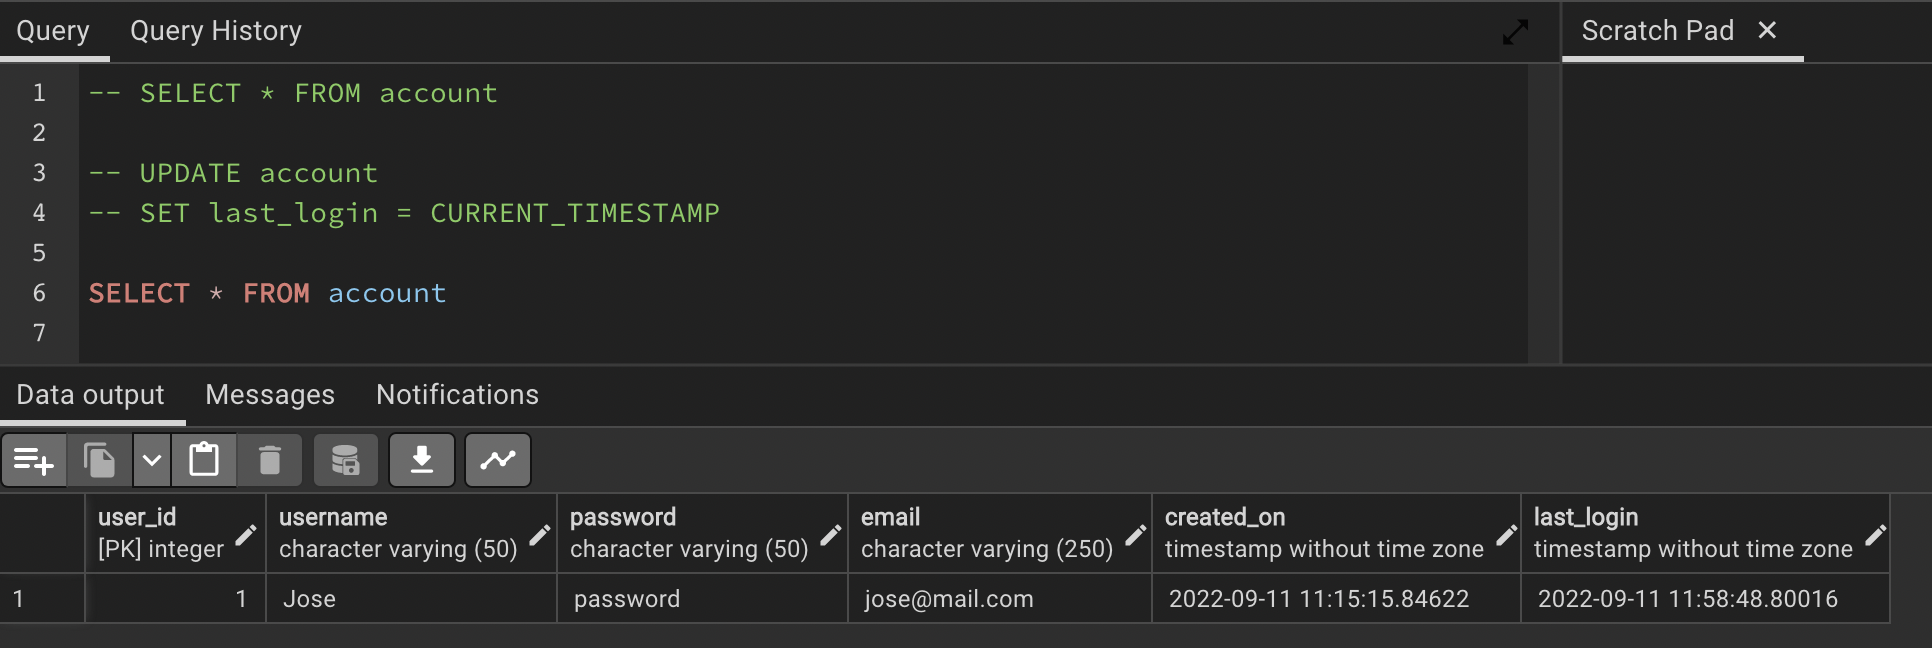 Query Query History Scratch Pad
1 -- SELECT * FROM account
2
3 -- UPDATE account
4 -- SET last_login = CURRENT_TIMESTAMP
5
6 SELECT * FROM account
7
Data output Messages Notifications
user_id username password email created_on last_login
[PK] integer character varying (50) character varying (50) character varying (250) timestamp without time zone timestamp without time zone
1 1 Jose password jose@mail.com 2022-09-11 11:15:15.84622 2022-09-11 11:58:48.80016